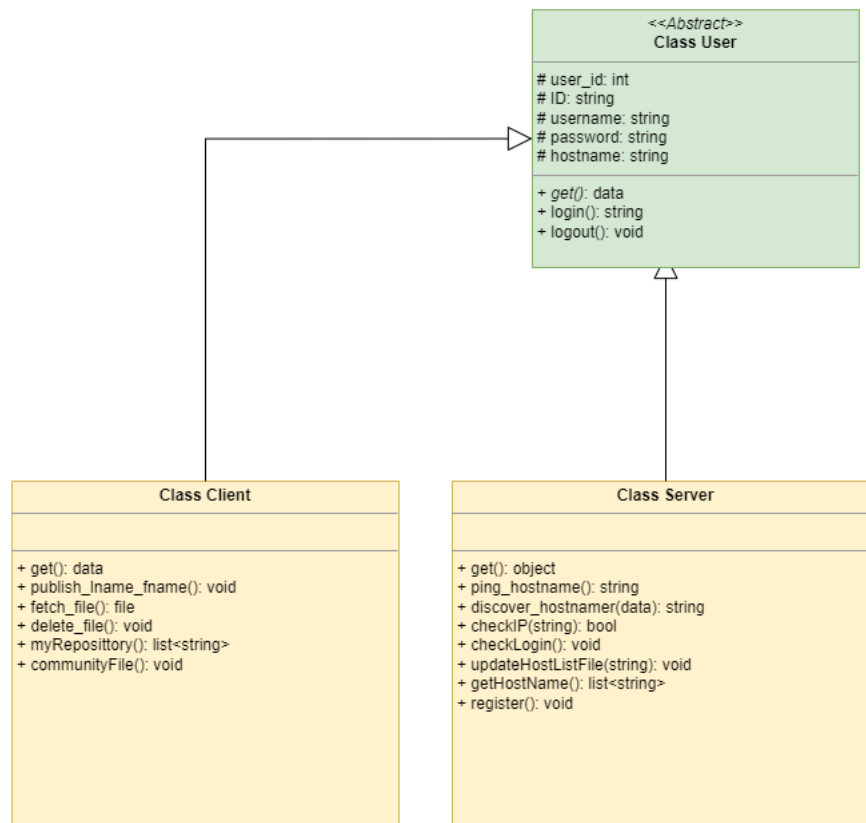 <<Abstract>>
Class User
# user_id: int
# ID: string
# username: string
# password: string
# hostname: string
+ get(): data
+ login(): string
+ logout(): void
Class Client
+ get(): data
+ publish_lname_fname(): void
+ fetch_file(): file
+ delete_file(): void
+ myReposittory(): list<string>
+ communityFile(): void
Class Server
+ get(): object
+ ping_hostname(): string
+ discover_hostnamer(data): string
+ checkIP(string): bool
+ checkLogin(): void
+ updateHostListFile(string): void
+ getHostName(): list<string>
+ register(): void